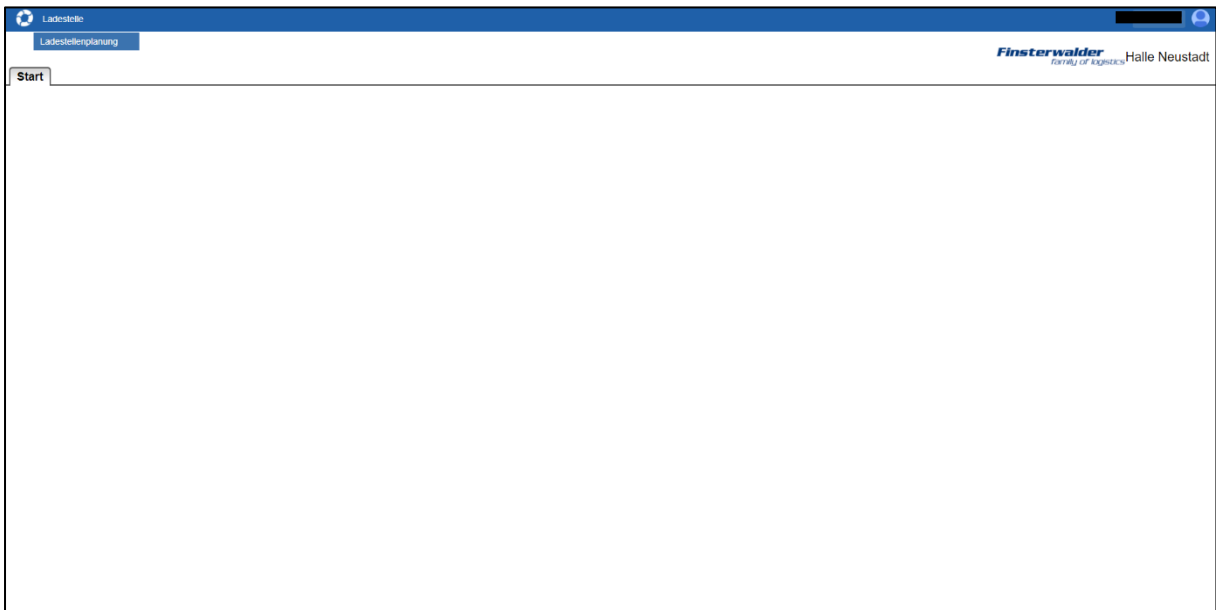 Ladestelle
Ladestellenplanung
Finsterwalder
family of logistics
Halle Neustadt
Start